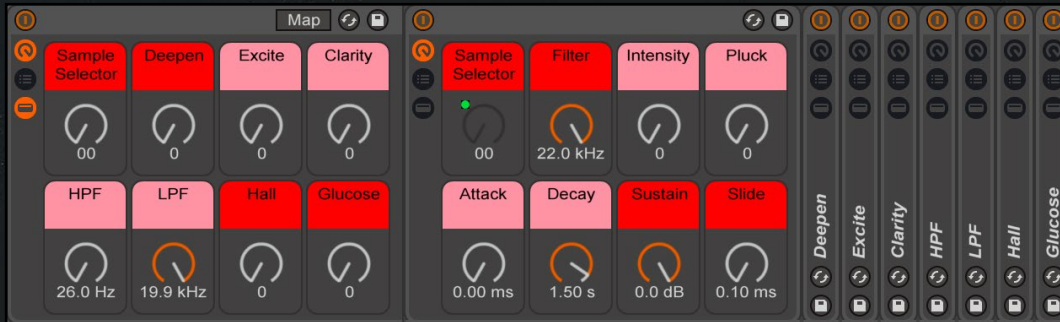 Map
Sample
Selector
Deepen
Excite
Clarity
00
0
0
0
HPF
LPF
Hall
Glucose
26.0 Hz
19.9 kHz
0
0
Sample
Selector
Filter
Intensity
Pluck
00
22.0 kHz
0
0
Attack
Decay
Sustain
Slide
0.00 ms
1.50 s
0.0 dB
0.10 ms
Deepen
Excite
Clarity
HPF
LPF
Hall
Glucose